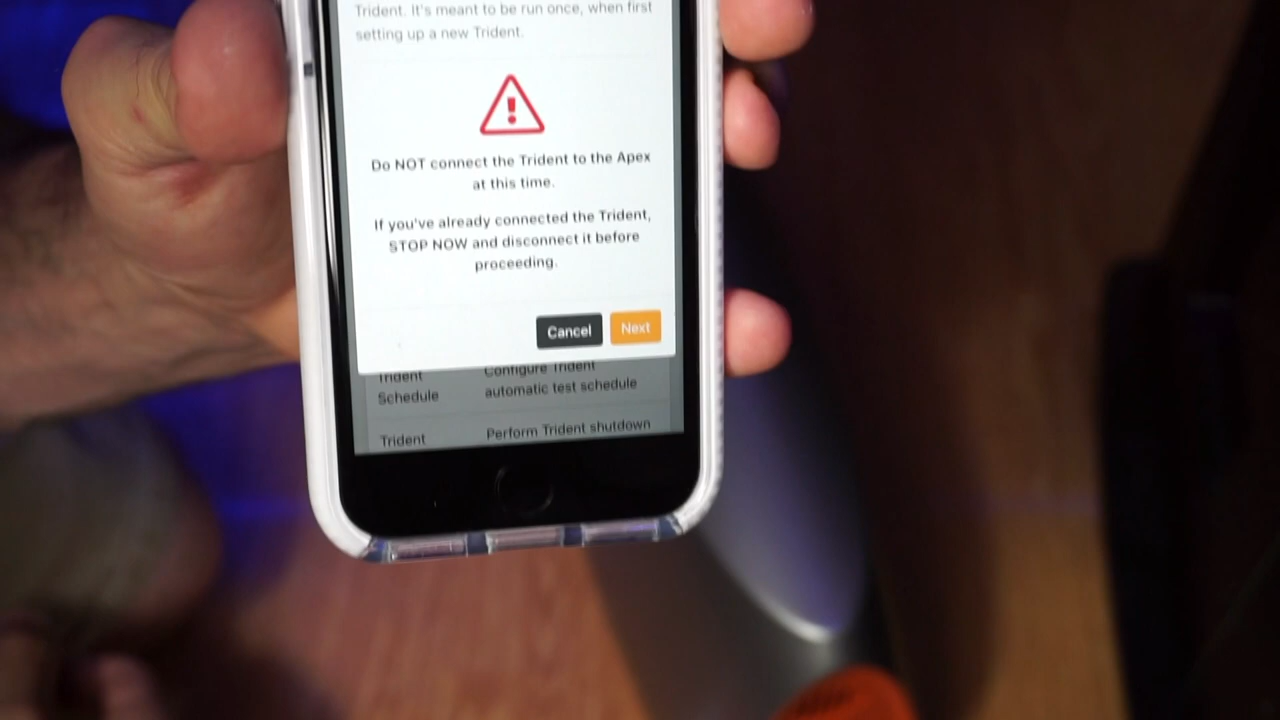 Trident. It's meant to be run once, when first
setting up a new Trident.
Do NOT connect the Trident to the Apex
at this time.
If you've already connected the Trident,
STOP NOW and disconnect it before
proceeding.
Cancel
Next
Trident
Schedule
Configure Trident
automatic test schedule
Trident
Perform Trident shutdown